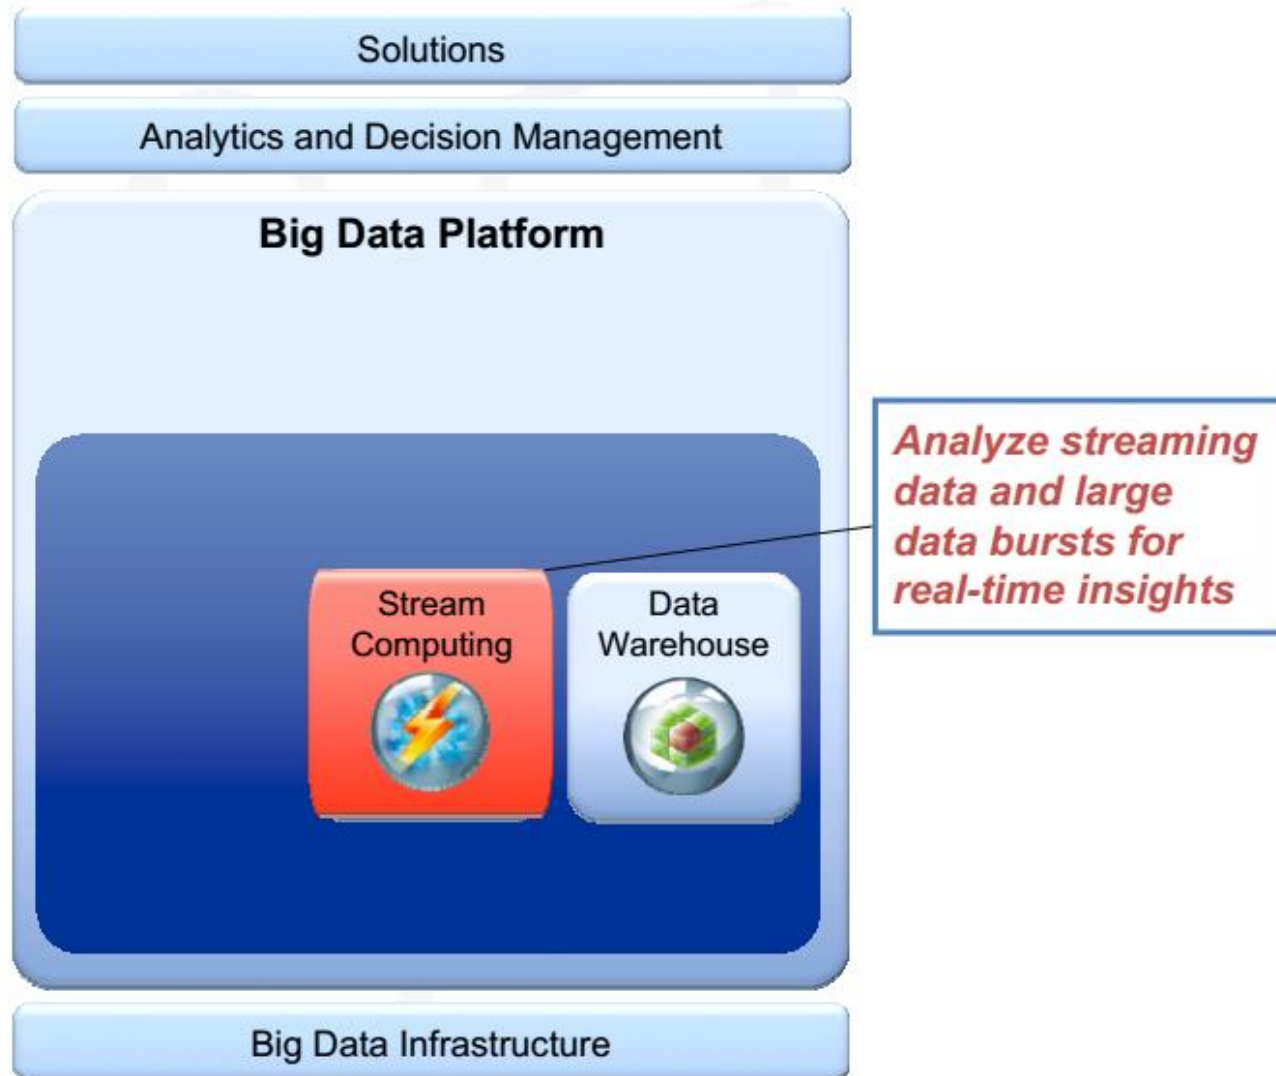 Solutions
Analytics and Decision Management
Big Data Platform
Stream
Computing
Data
Warehouse
Analyze streaming
data and large
data bursts for
real-time insights
Big Data Infrastructure